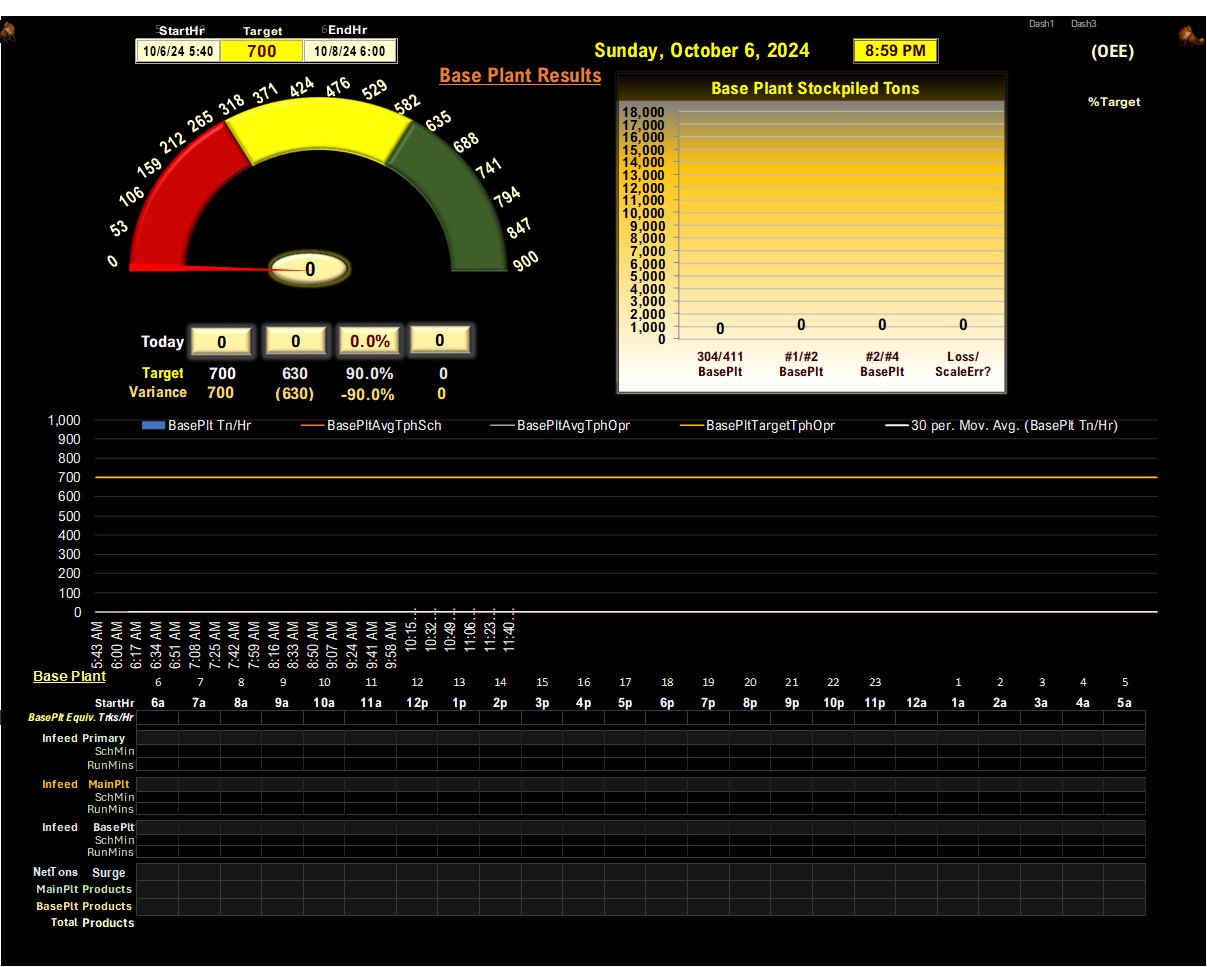 StartHr Target EndHr Dash1 Dash3
10/6/24 5:40 700 10/8/24 6:00 Sunday, October 6, 2024 8:59 PM (OEE)
Base Plant Results
%Target
0 53 106 159 212 265 318 371 424 476 529 582 635 688 741 794 847 900
0
Base Plant Stockpiled Tons
18,000
17,000
16,000
15,000
14,000
13,000
12,000
11,000
10,000
9,000
8,000
7,000
6,000
5,000
4,000
3,000
2,000
1,000
0
0 0 0 0
304/411 #1/#2 #2/#4 Loss/
BasePlt BasePlt BasePlt ScaleErr?
Today 0 0 0.0% 0
Target 700 630 90.0% 0
Variance 700 (630) -90.0% 0
BasePlt Tn/Hr BasePltAvgTphSch BasePltAvgTphOpr BasePltTargetTphOpr 30 per. Mov. Avg. (BasePlt Tn/Hr)
1,000
900
800
700
600
500
400
300
200
100
0
5:43 AM 6:00 AM 6:17 AM 6:34 AM 6:51 AM 7:08 AM 7:25 AM 7:42 AM 7:59 AM 8:16 AM 8:33 AM 8:50 AM 9:07 AM 9:24 AM 9:41 AM 9:58 AM 10:15... 10:32... 10:49... 11:06... 11:23... 11:40...
Base Plant
6 7 8 9 10 11 12 13 14 15 16 17 18 19 20 21 22 23 1 2 3 4 5
StartHr 6a 7a 8a 9a 10a 11a 12p 1p 2p 3p 4p 5p 6p 7p 8p 9p 10p 11p 12a 1a 2a 3a 4a 5a
BasePlt Equiv. Trks/Hr
Infeed Primary
SchMin
RunMins
Infeed MainPlt
SchMin
RunMins
Infeed BasePlt
SchMin
RunMins
NetTons Surge
MainPlt Products
BasePlt Products
Total Products